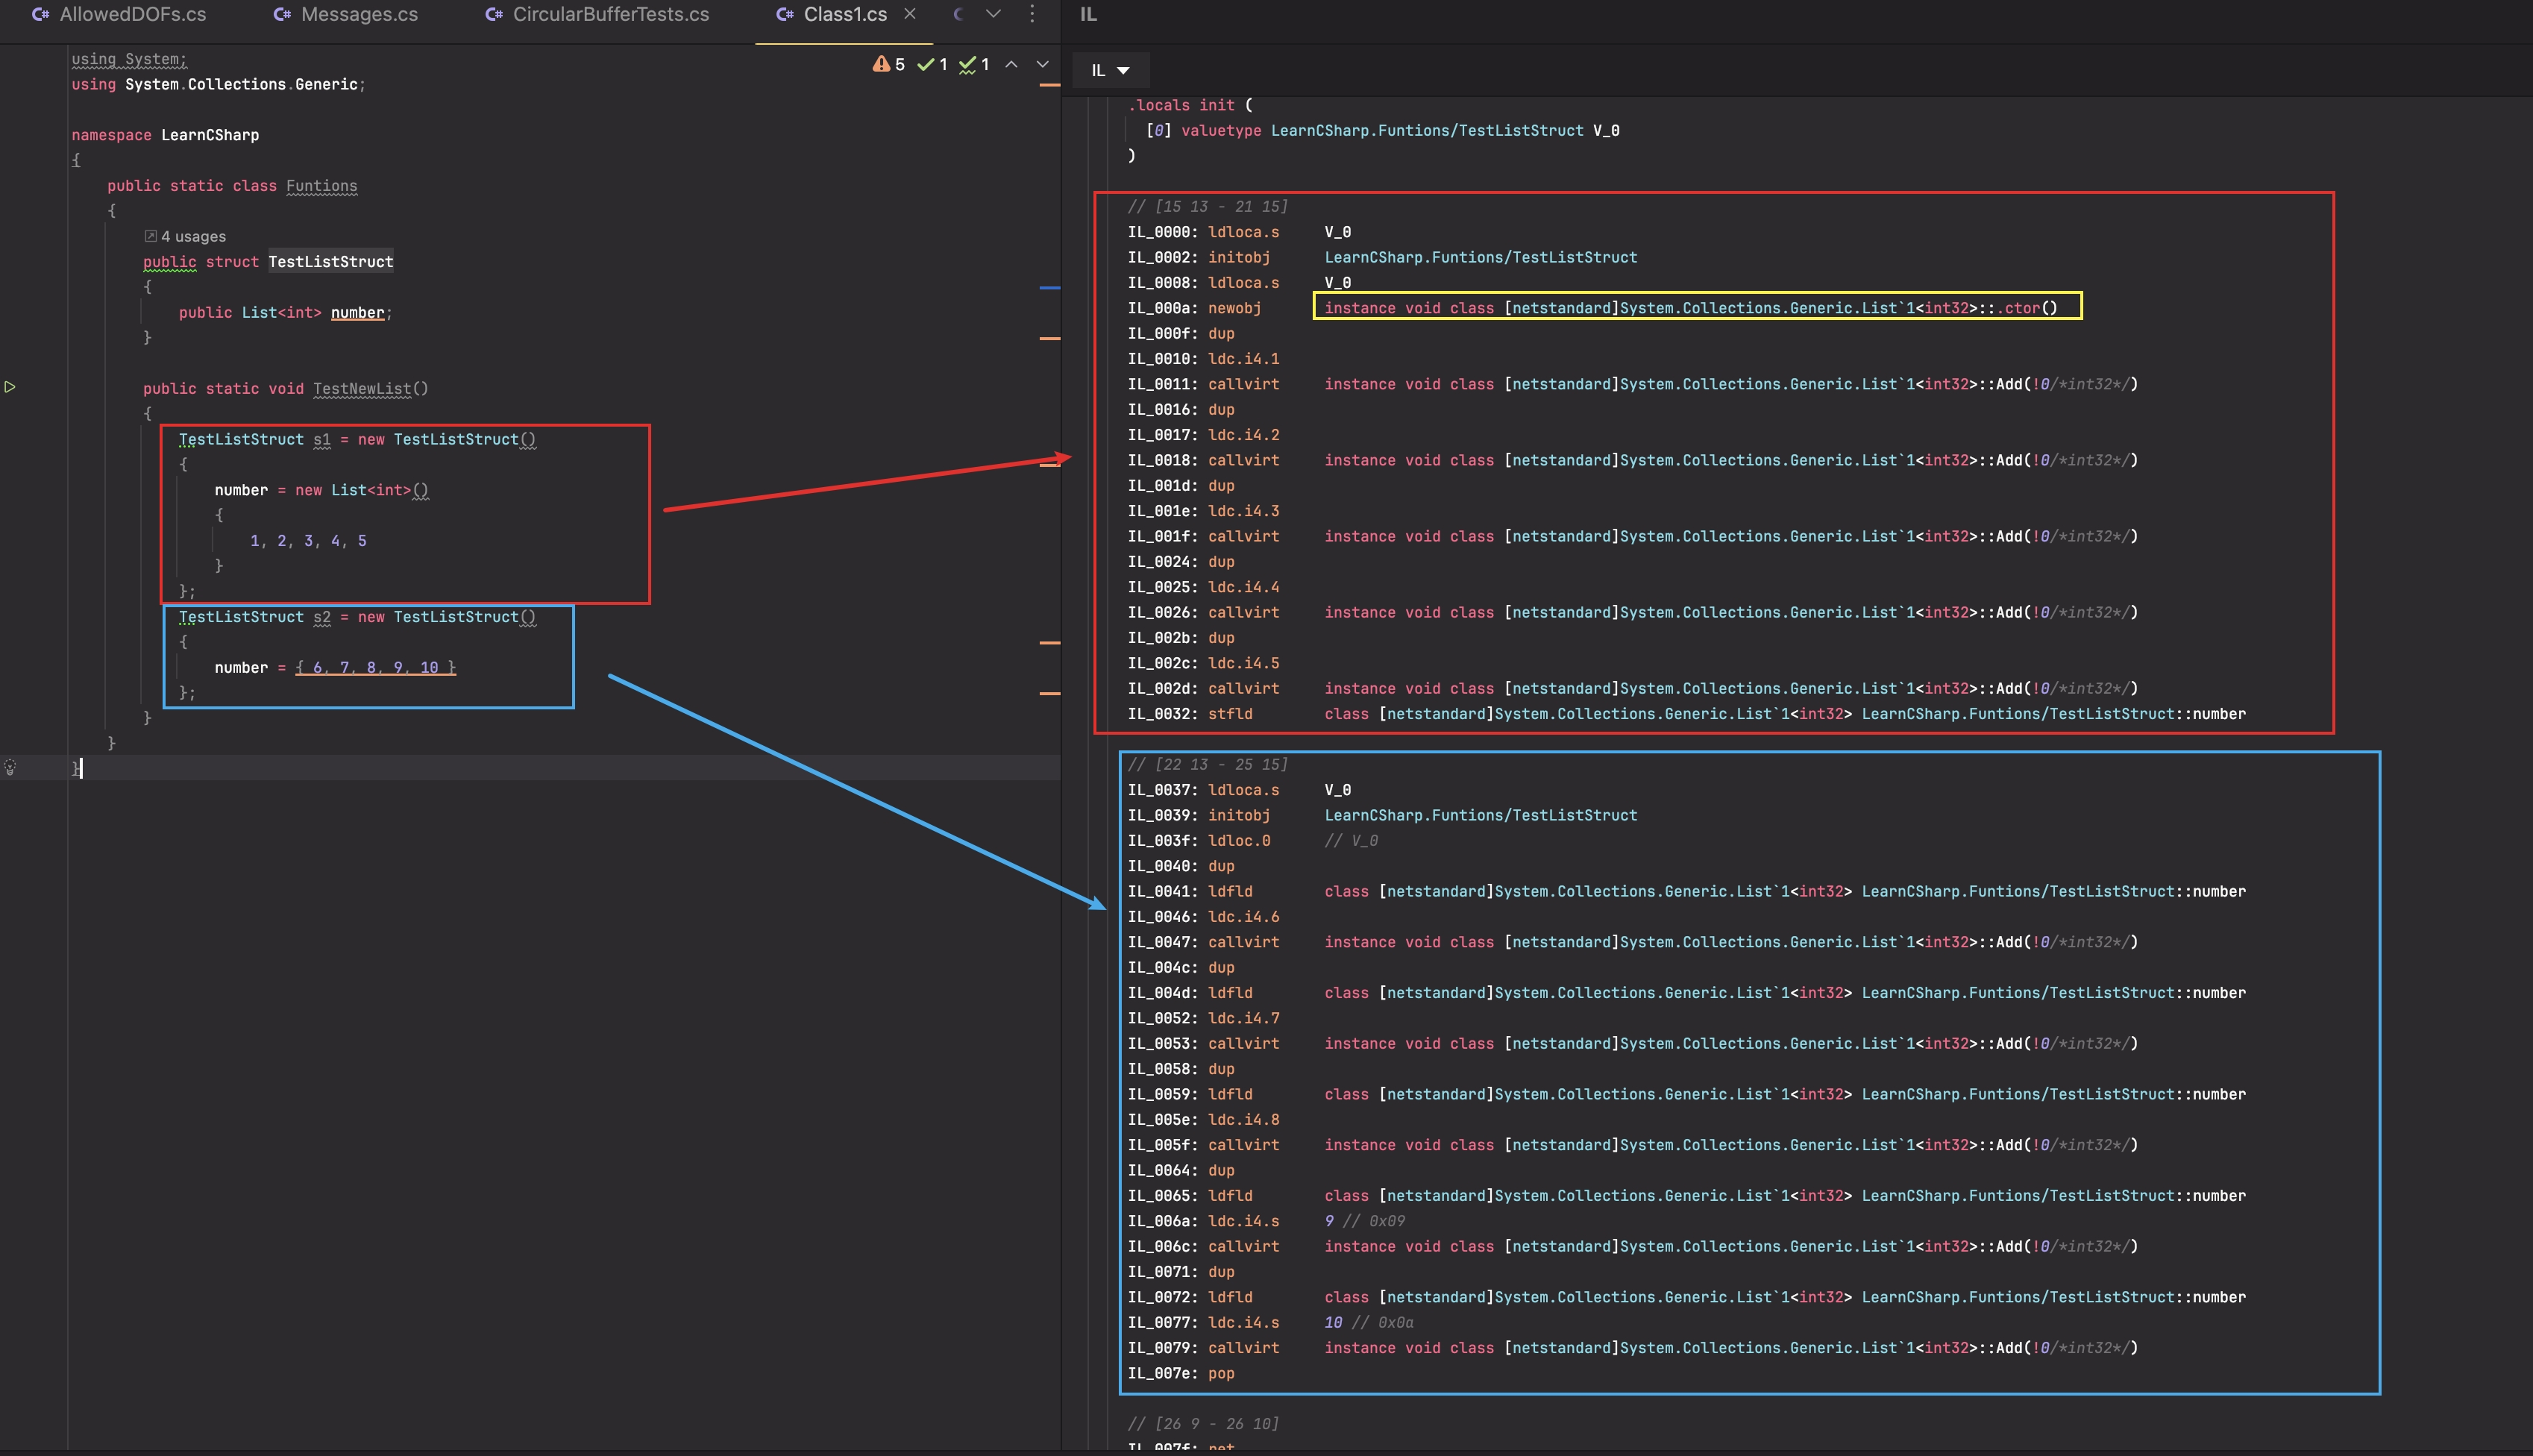 AllowedDOFs.cs Messages.cs CircularBufferTests.cs Class1.cs
using System;
using System.Collections.Generic;
namespace LearnCSharp
{
public static class Funtions
{
4 usages
public struct TestListStruct
{
public List<int> number;
}
public static void TestNewList()
{
TestListStruct s1 = new TestListStruct()
{
number = new List<int>()
{
1, 2, 3, 4, 5
}
};
TestListStruct s2 = new TestListStruct()
{
number = { 6, 7, 8, 9, 10 }
};
}
}
}
5 1 1
IL
IL
.locals init (
[0] valuetype LearnCSharp.Funtions/TestListStruct V_0
)
// [15 13 - 21 15]
IL_0000: ldloca.s V_0
IL_0002: initobj LearnCSharp.Funtions/TestListStruct
IL_0008: ldloca.s V_0
IL_000a: newobj instance void class [netstandard]System.Collections.Generic.List`1<int32>::.ctor()
IL_000f: dup
IL_0010: ldc.i4.1
IL_0011: callvirt instance void class [netstandard]System.Collections.Generic.List`1<int32>::Add(!0/*int32*/)
IL_0016: dup
IL_0017: ldc.i4.2
IL_0018: callvirt instance void class [netstandard]System.Collections.Generic.List`1<int32>::Add(!0/*int32*/)
IL_001d: dup
IL_001e: ldc.i4.3
IL_001f: callvirt instance void class [netstandard]System.Collections.Generic.List`1<int32>::Add(!0/*int32*/)
IL_0024: dup
IL_0025: ldc.i4.4
IL_0026: callvirt instance void class [netstandard]System.Collections.Generic.List`1<int32>::Add(!0/*int32*/)
IL_002b: dup
IL_002c: ldc.i4.5
IL_002d: callvirt instance void class [netstandard]System.Collections.Generic.List`1<int32>::Add(!0/*int32*/)
IL_0032: stfld class [netstandard]System.Collections.Generic.List`1<int32> LearnCSharp.Funtions/TestListStruct::number
// [22 13 - 25 15]
IL_0037: ldloca.s V_0
IL_0039: initobj LearnCSharp.Funtions/TestListStruct
IL_003f: ldloc.0 // V_0
IL_0040: dup
IL_0041: ldfld class [netstandard]System.Collections.Generic.List`1<int32> LearnCSharp.Funtions/TestListStruct::number
IL_0046: ldc.i4.6
IL_0047: callvirt instance void class [netstandard]System.Collections.Generic.List`1<int32>::Add(!0/*int32*/)
IL_004c: dup
IL_004d: ldfld class [netstandard]System.Collections.Generic.List`1<int32> LearnCSharp.Funtions/TestListStruct::number
IL_0052: ldc.i4.7
IL_0053: callvirt instance void class [netstandard]System.Collections.Generic.List`1<int32>::Add(!0/*int32*/)
IL_0058: dup
IL_0059: ldfld class [netstandard]System.Collections.Generic.List`1<int32> LearnCSharp.Funtions/TestListStruct::number
IL_005e: ldc.i4.8
IL_005f: callvirt instance void class [netstandard]System.Collections.Generic.List`1<int32>::Add(!0/*int32*/)
IL_0064: dup
IL_0065: ldfld class [netstandard]System.Collections.Generic.List`1<int32> LearnCSharp.Funtions/TestListStruct::number
IL_006a: ldc.i4.s 9 // 0x09
IL_006c: callvirt instance void class [netstandard]System.Collections.Generic.List`1<int32>::Add(!0/*int32*/)
IL_0071: dup
IL_0072: ldfld class [netstandard]System.Collections.Generic.List`1<int32> LearnCSharp.Funtions/TestListStruct::number
IL_0077: ldc.i4.s 10 // 0x0a
IL_0079: callvirt instance void class [netstandard]System.Collections.Generic.List`1<int32>::Add(!0/*int32*/)
IL_007e: pop
// [26 9 - 26 10]
IL_007f: ret